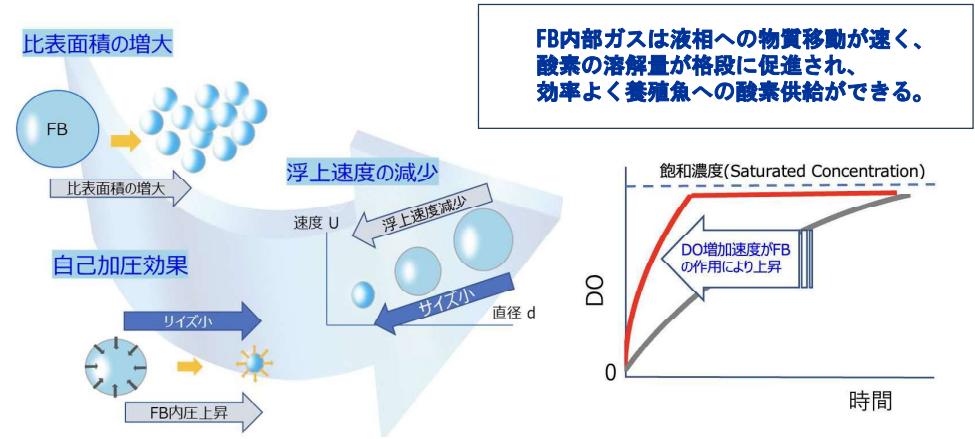 比表面積の増大
FB
比表面積の増大
自己加圧効果
リイズ小
FB内圧上昇
浮上速度の減少
速度 U
浮上速度減少
サイズ小
直径 d
FB内部ガスは液相への物質移動が速く、
酸素の溶解量が格段に促進され、
効率よく養殖魚への酸素供給ができる。
飽和濃度(Saturated Concentration)
DO増加速度がFB
の作用により上昇
DO
0
時間